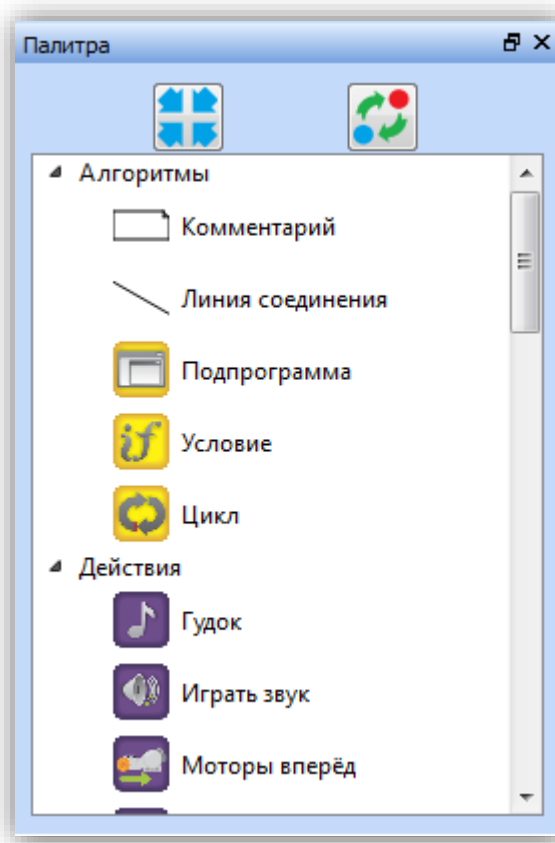 Палитра
Алгоритмы
Комментарий
Линия соединения
Подпрограмма
if
Условие
Цикл
Действия
Гудок
Играть звук
Моторы вперёд